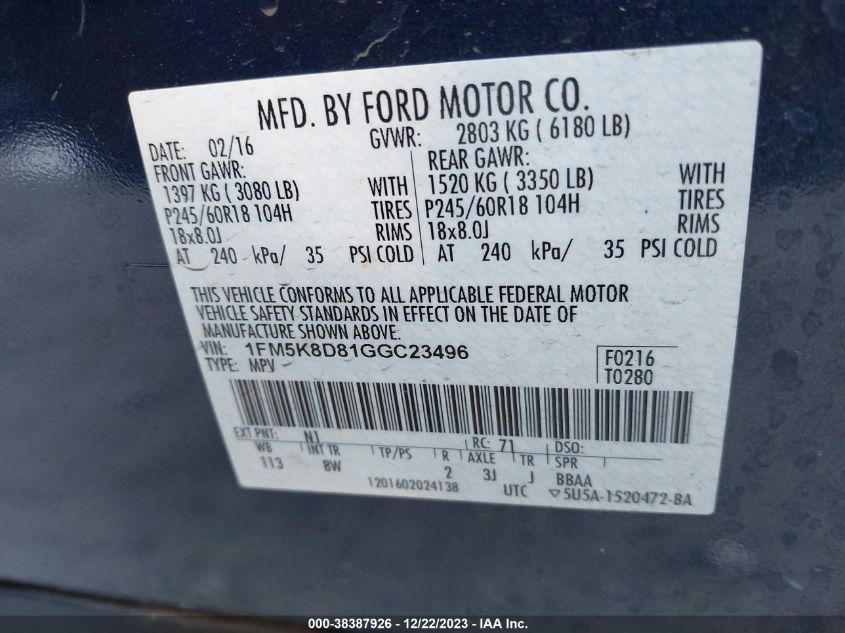 MFD. BY FORD MOTOR CO.
DATE: 02/16 GVWR: 2803 KG ( 6180 LB)
FRONT GAWR: REAR GAWR:
1397 KG ( 3080 LB) WITH 1520 KG ( 3350 LB) WITH
P245/60R18 104H TIRES P245/60R18 104H TIRES
18x8.0J RIMS 18x8.0J RIMS
AT 240 kPa/ 35 PSI COLD AT 240 kPa/ 35 PSI COLD
THIS VEHICLE CONFORMS TO ALL APPLICABLE FEDERAL MOTOR
VEHICLE SAFETY STANDARDS IN EFFECT ON THE DATE OF
MANUFACTURE SHOWN ABOVE.
VIN: 1FM5K8D81GGC23496 F0216
TYPE: MPV T0280
EXT PNT: N1 RC: 71 DSO:
WB INT TR TP/PS R AXLE TR SPR
113 8W 2 3J J BBAA
1201602024138 UTC ▽5U5A-1520472-BA
000-38387926 - 12/22/2023 - IAA Inc.